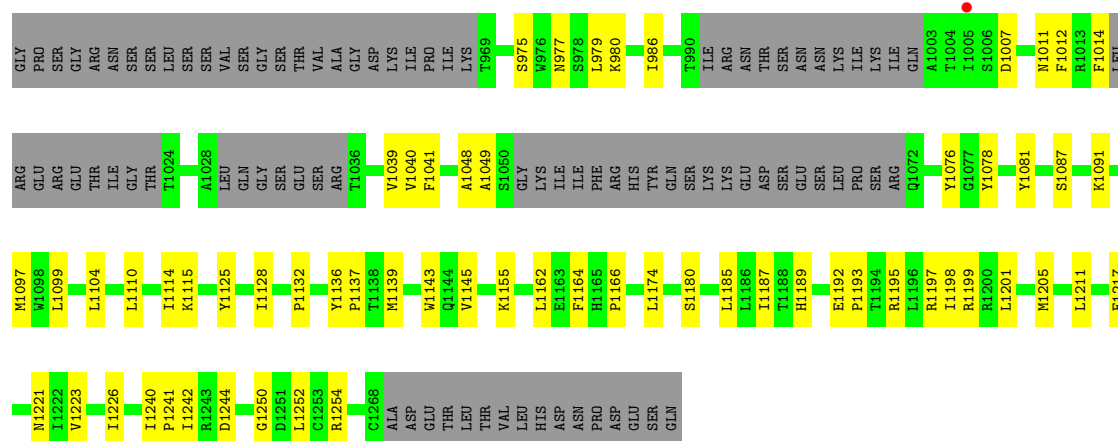 GLY PRO SER GLY ARG ASN SER SER LEU SER SER VAL SER GLY SER THR VAL ALA GLY ASP LYS ILE PRO ILE LYS T969 S975 W976 N977 S978 L979 K980 I986 T990 ILE ARG ASN THR SER ASN ASN LYS ILE LYS ILE GLN A1003 T1004 I1005 S1006 D1007 N1011 F1012 R1013 F1014 LEU
ARG GLU ARG GLU THR ILE GLY THR T1024 A1028 LEU GLN GLY SER GLU SER ARG T1036 V1039 V1040 F1041 A1048 A1049 S1050 GLY LYS ILE ILE PHE ARG HIS TYR GLN SER LYS LYS GLU ASP SER GLU SER LEU PRO SER ARG Q1072 Y1076 G1077 Y1078 Y1081 S1087 K1091
M1097 W1098 L1099 L1104 L1110 I1114 K1115 Y1125 I1128 P1132 Y1136 P1137 T1138 M1139 W1143 Q1144 V1145 K1155 L1162 E1163 F1164 H1165 P1166 L1174 S1180 L1185 L1186 I1187 T1188 H1189 E1192 P1193 T1194 R1195 L1196 R1197 I1198 R1199 R1200 L1201 M1205 L1211
N1221 I1222 V1223 I1226 I1240 P1241 I1242 R1243 D1244 G1250 D1251 L1252 C1253 R1254 C1268 ALA ASP GLU THR LEU THR VAL LEU HIS ASP ASN PRO ASP GLU SER GLN